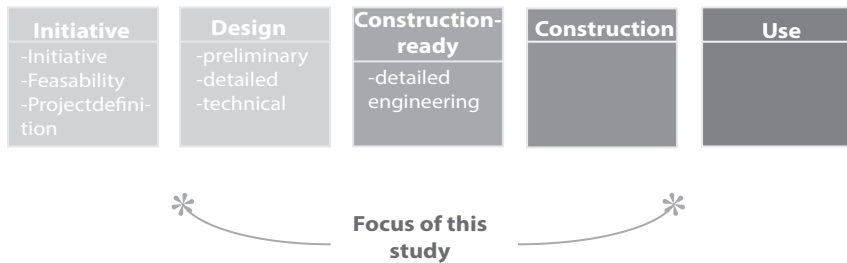 Initiative
-Initiative
-Feasability
-Projectdefini-
tion
Design
-preliminary
-detailed
-technical
Construction-
ready
-detailed
engineering
Construction
Use
*
*
Focus of this
study